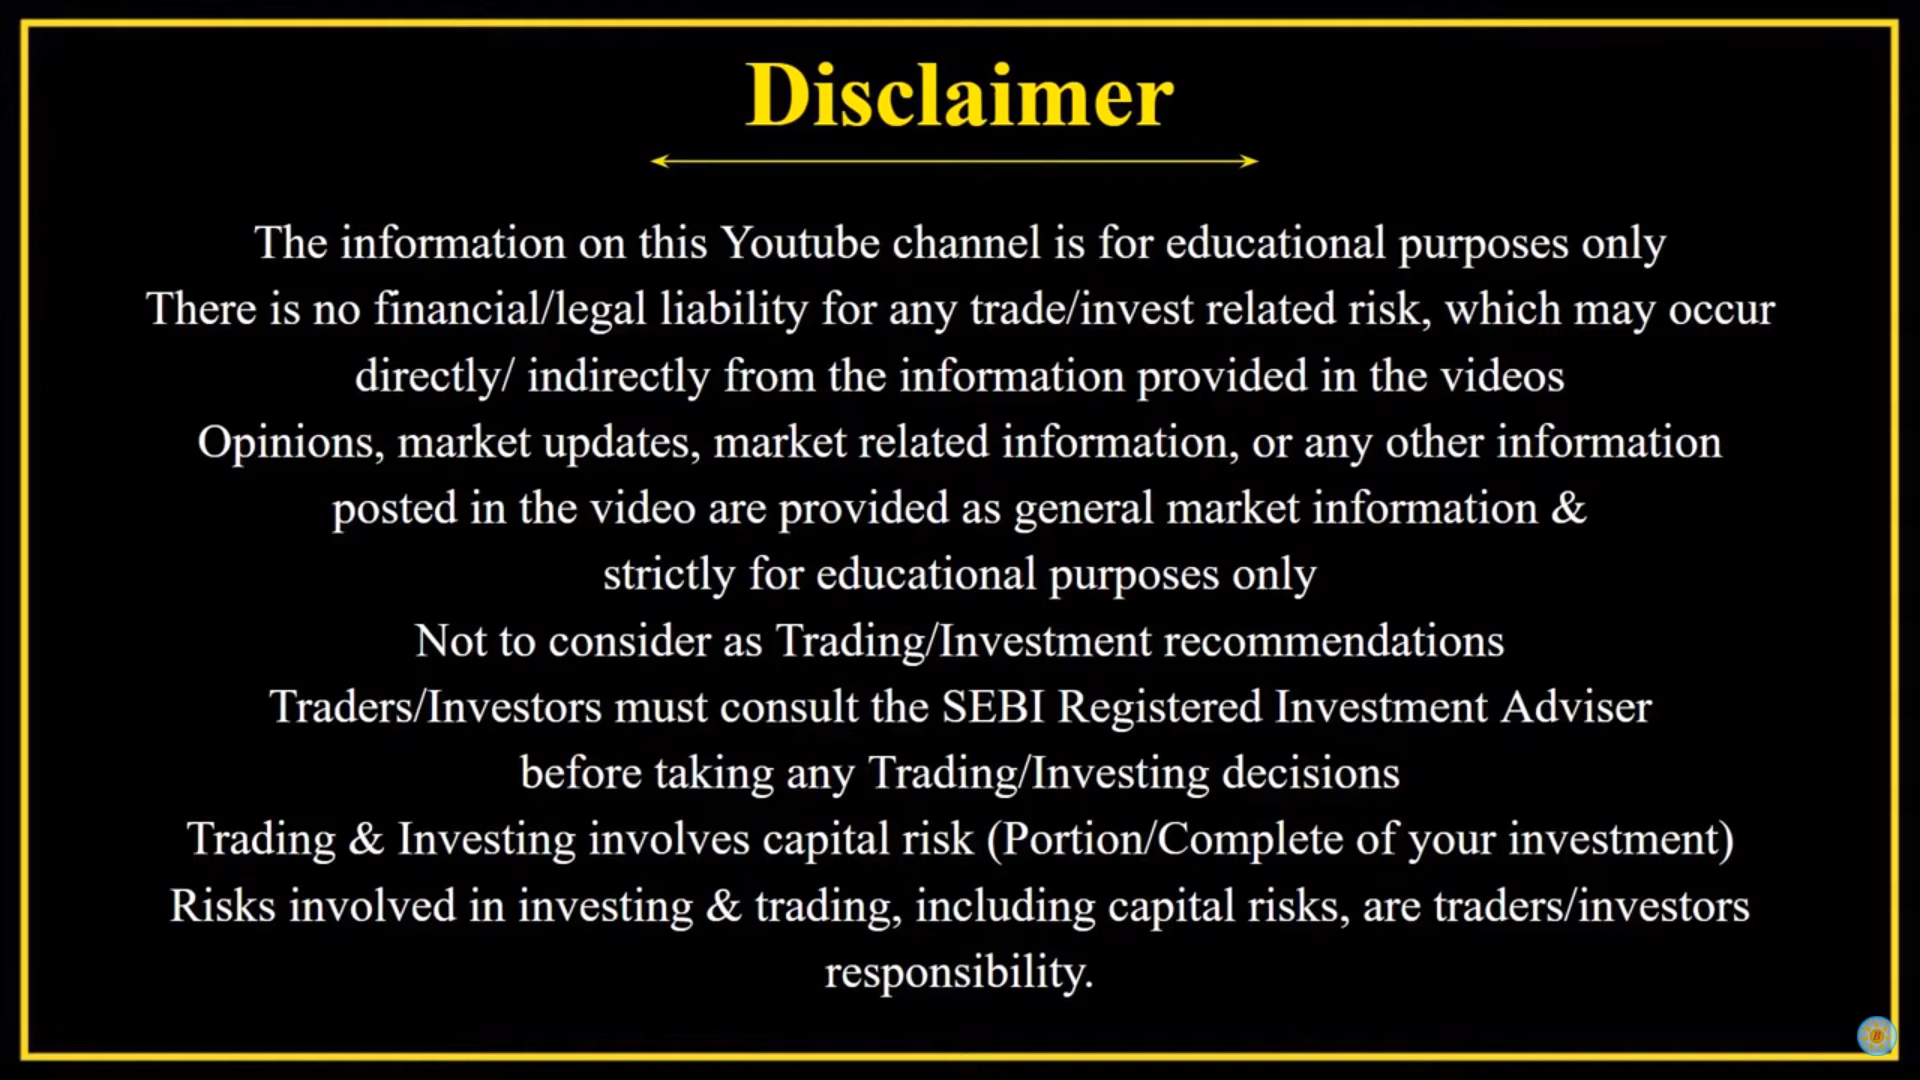 Disclaimer
The information on this Youtube channel is for educational purposes only
There is no financial/legal liability for any trade/invest related risk, which may occur
directly/ indirectly from the information provided in the videos
Opinions, market updates, market related information, or any other information
posted in the video are provided as general market information &
strictly for educational purposes only
Not to consider as Trading/Investment recommendations
Traders/Investors must consult the SEBI Registered Investment Adviser
before taking any Trading/Investing decisions
Trading & Investing involves capital risk (Portion/Complete of your investment)
Risks involved in investing & trading, including capital risks, are traders/investors
responsibility.